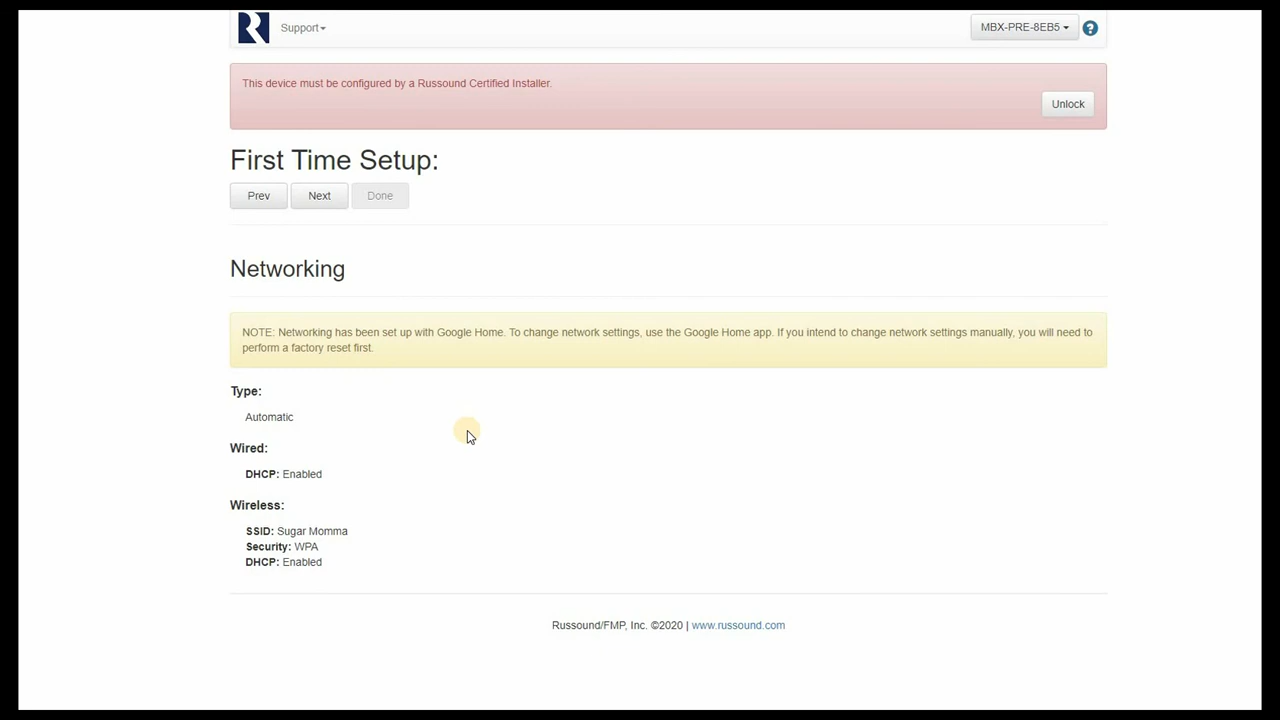 R Support
MBX-PRE-8EB5 ?
This device must be configured by a Russound Certified Installer.
Unlock
First Time Setup:
Prev Next Done
Networking
NOTE: Networking has been set up with Google Home. To change network settings, use the Google Home app. If you intend to change network settings manually, you will need to
perform a factory reset first.
Type:
Automatic
Wired:
DHCP: Enabled
Wireless:
SSID: Sugar Momma
Security: WPA
DHCP: Enabled
Russound/FMP, Inc. ©2020 | www.russound.com